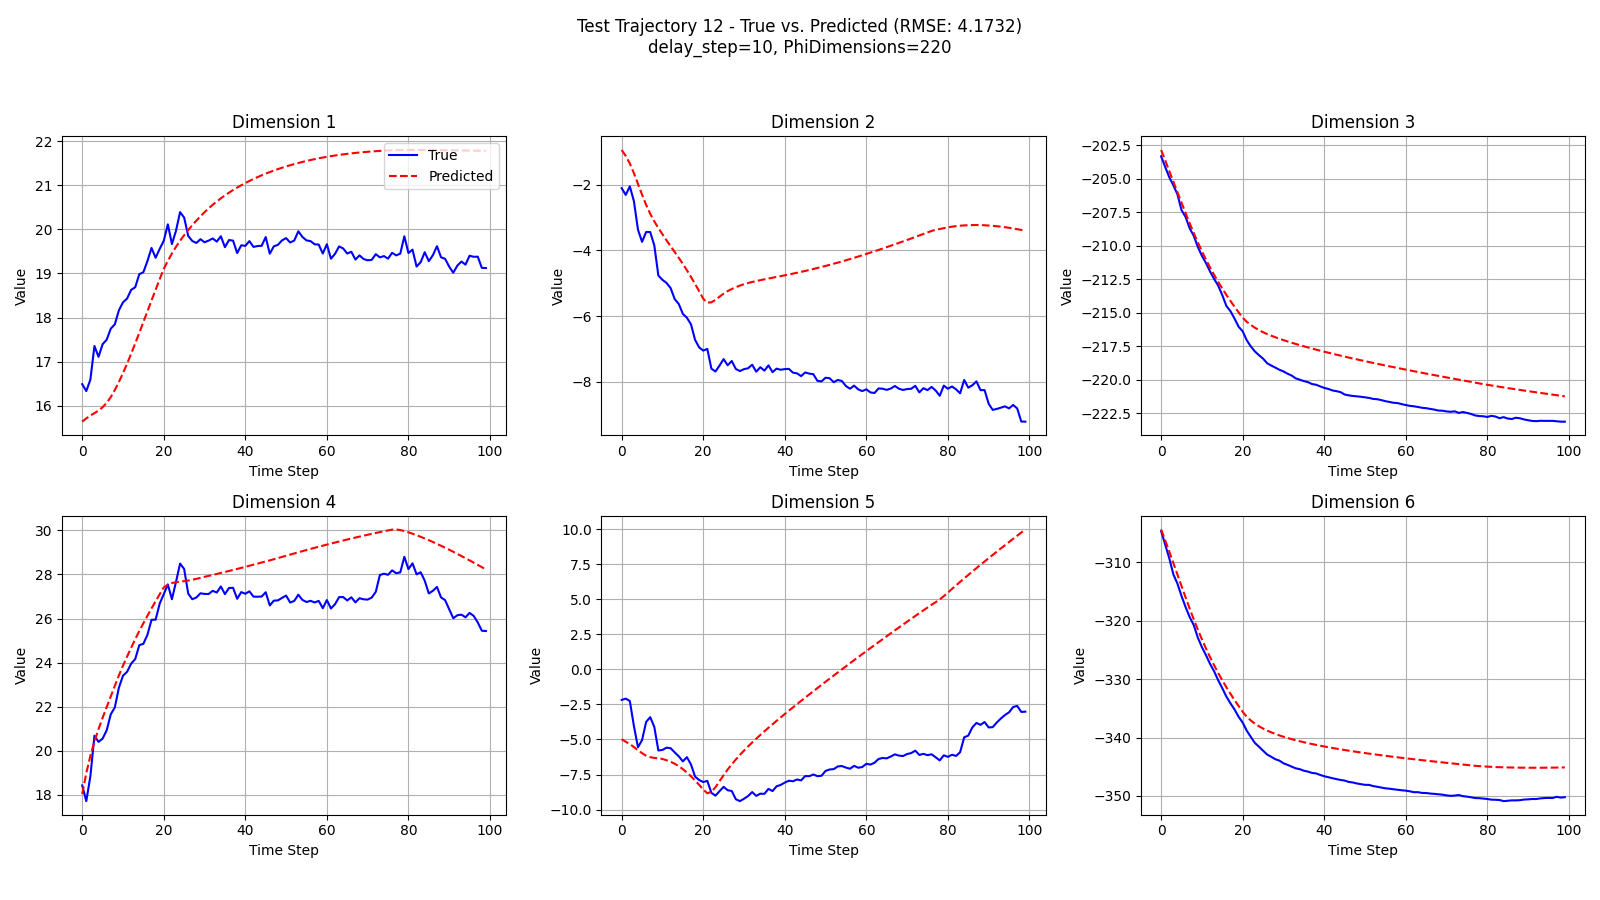 Test Trajectory 12 - True vs. Predicted (RMSE: 4.1732)
delay_step=10, PhiDimensions=220
Dimension 1
22
21
20
19
18
17
16
Value
0 20 40 60 80 100
Time Step
True
Predicted
Dimension 2
−2
−4
−6
−8
Value
0 20 40 60 80 100
Time Step
Dimension 3
−202.5
−205.0
−207.5
−210.0
−212.5
−215.0
−217.5
−220.0
−222.5
Value
0 20 40 60 80 100
Time Step
Dimension 4
30
28
26
24
22
20
18
Value
0 20 40 60 80 100
Time Step
Dimension 5
10.0
7.5
5.0
2.5
0.0
−2.5
−5.0
−7.5
−10.0
Value
0 20 40 60 80 100
Time Step
Dimension 6
−310
−320
−330
−340
−350
Value
0 20 40 60 80 100
Time Step